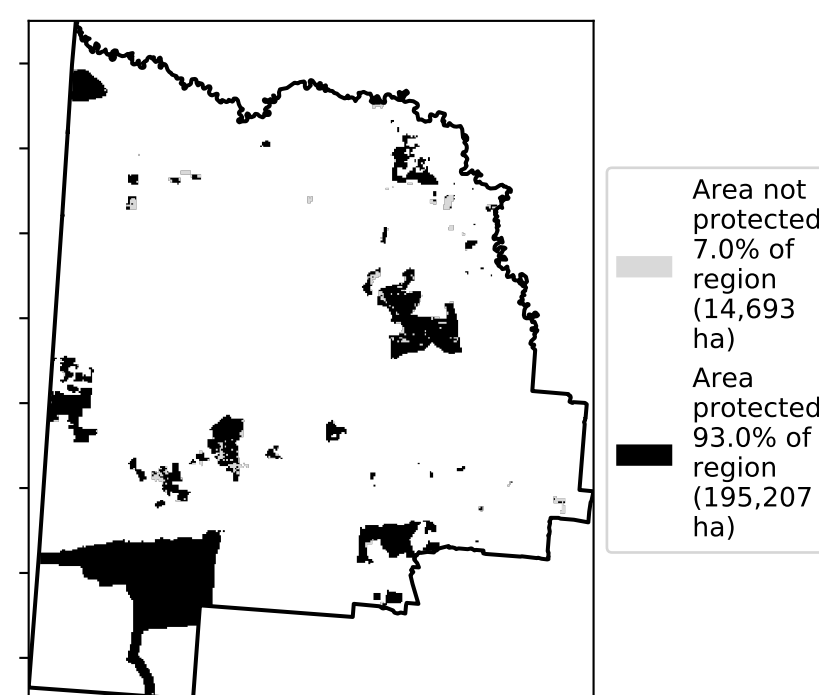 Area not
protected
7.0% of
region
(14,693
ha)
Area
protected
93.0% of
region
(195,207
ha)